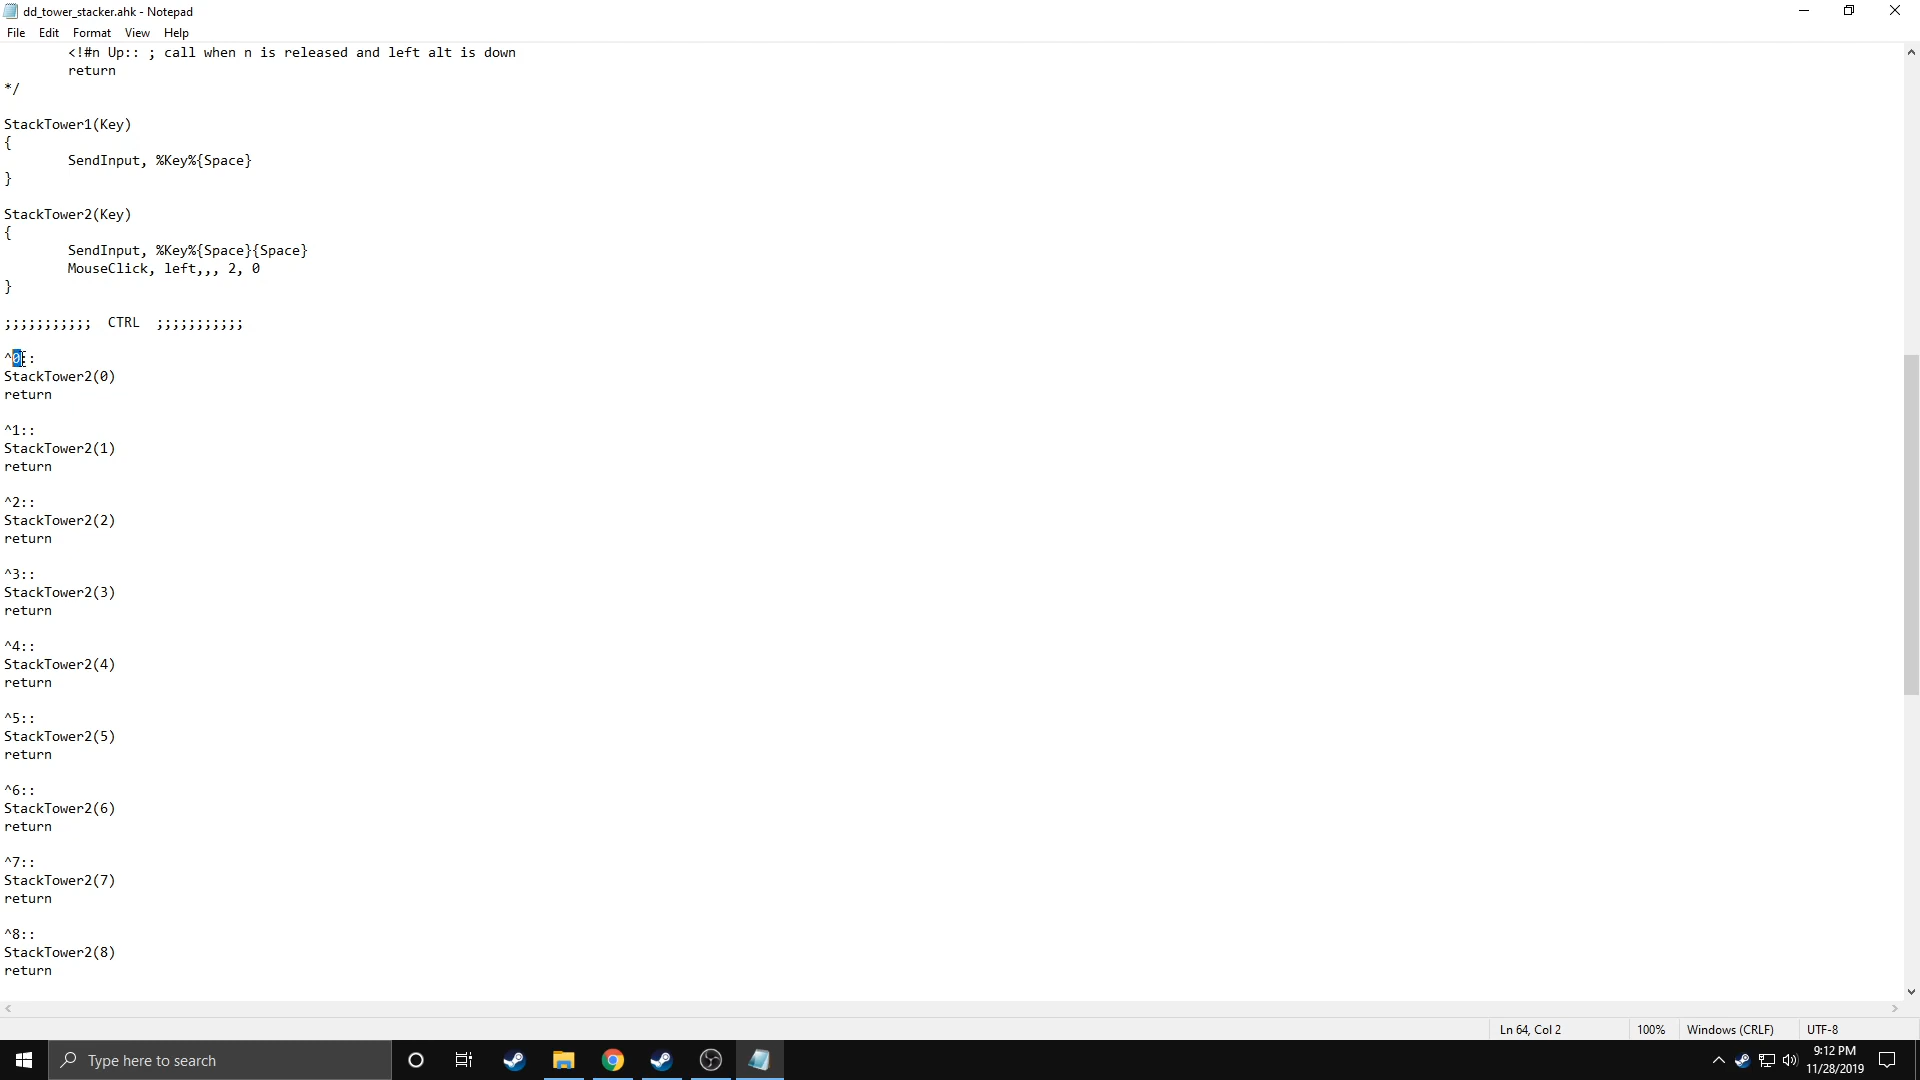 dd_tower_stacker.ahk - Notepad
File Edit Format View Help
<!#n Up:: ; call when n is released and left alt is down
return
*/
StackTower1(Key)
{
SendInput, %Key%{Space}
}
StackTower2(Key)
{
SendInput, %Key%{Space}{Space}
MouseClick, left,,, 2, 0
}
;;;;;;;;;;; CTRL ;;;;;;;;;;;
^0::
StackTower2(0)
return
^1::
StackTower2(1)
return
^2::
StackTower2(2)
return
^3::
StackTower2(3)
return
^4::
StackTower2(4)
return
^5::
StackTower2(5)
return
^6::
StackTower2(6)
return
^7::
StackTower2(7)
return
^8::
StackTower2(8)
return
Ln 64, Col 2 100% Windows (CRLF) UTF-8
Type here to search
9:12 PM
11/28/2019